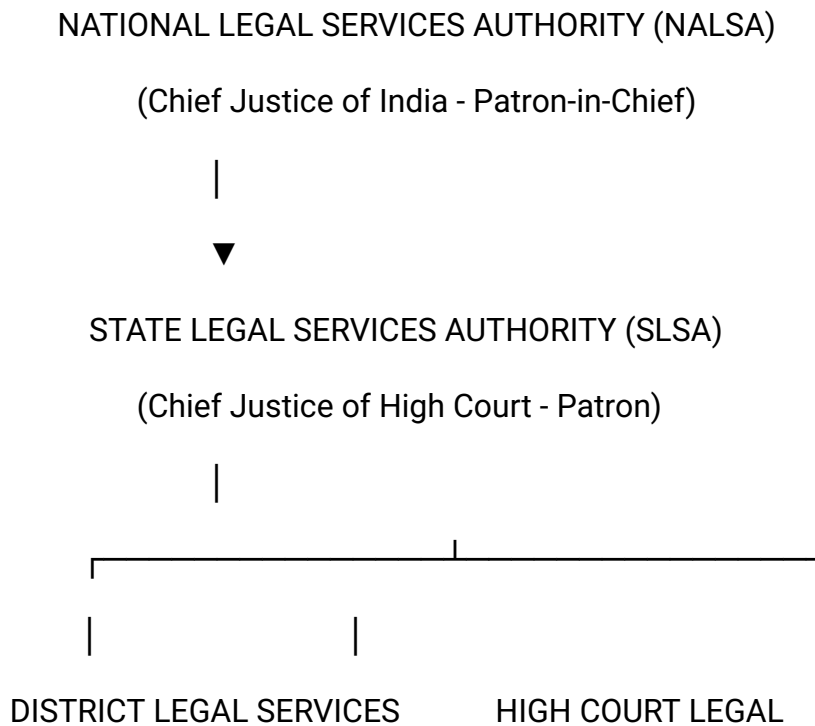 NATIONAL LEGAL SERVICES AUTHORITY (NALSA)
(Chief Justice of India - Patron-in-Chief)
│
▼
STATE LEGAL SERVICES AUTHORITY (SLSA)
(Chief Justice of High Court - Patron)
│
┌───────────────────┴───────────────────
│ │
DISTRICT LEGAL SERVICES HIGH COURT LEGAL